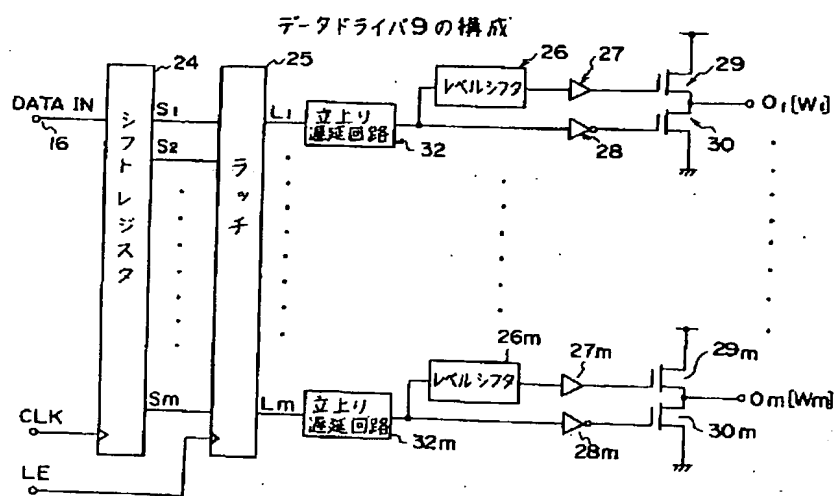 データドライバ9の構成
24
25
26
27
29
DATA IN
16
シフトレジスタ
S1
S2
ラッチ
L1
立上り
遅延回路
32
レベルシフタ
28
30
O1[W1]
26m
27m
29m
レベルシフタ
Sm
Lm
立上り
遅延回路
32m
28m
30m
Om[Wm]
CLK
LE